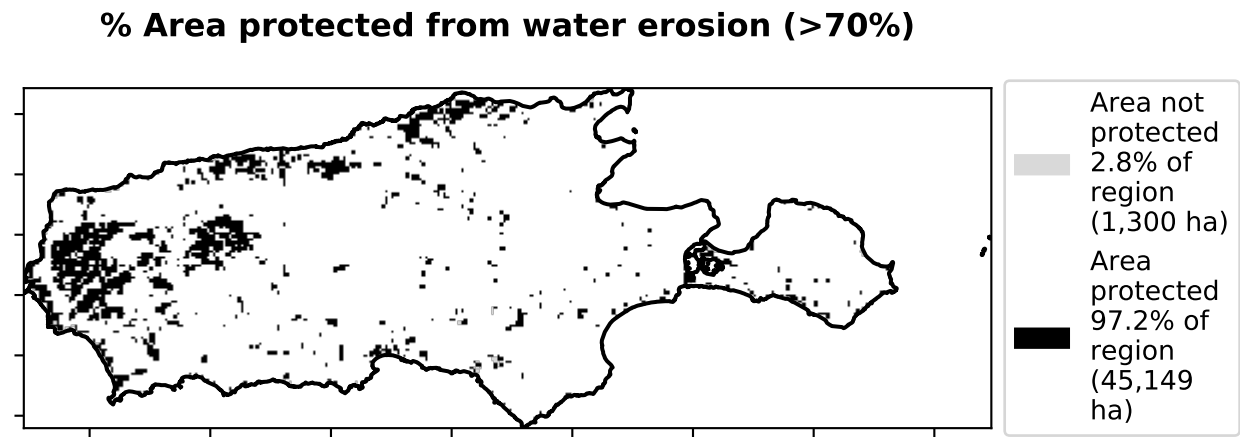 % Area protected from water erosion (>70%)
Area not
protected
2.8% of
region
(1,300 ha)
Area
protected
97.2% of
region
(45,149
ha)